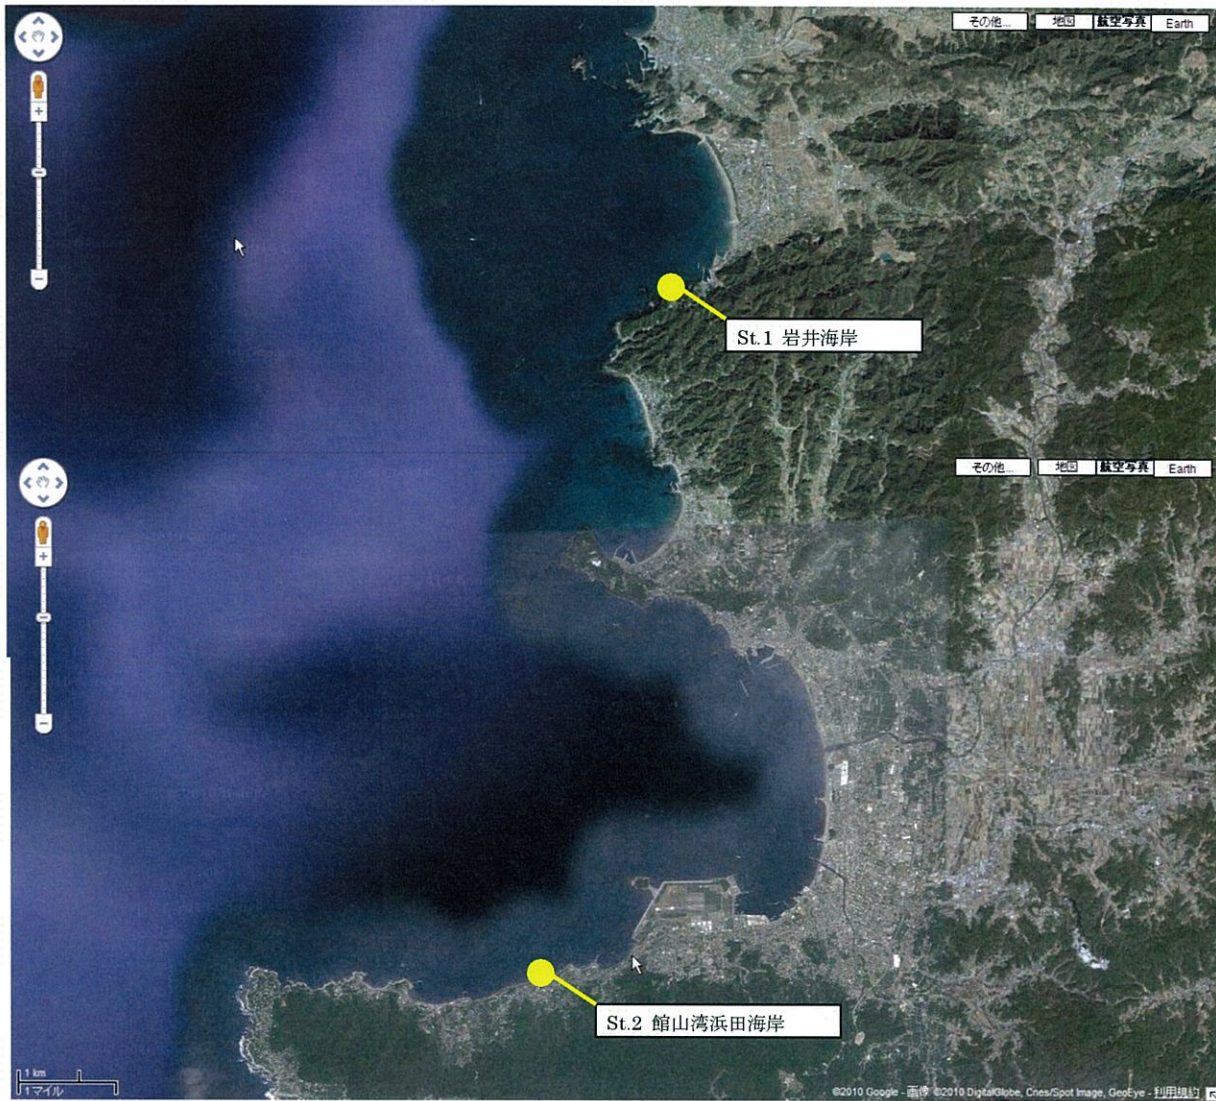 その他... 地図 航空写真 Earth
+
−
St.1 岩井海岸
その他... 地図 航空写真 Earth
+
−
St.2 館山湾浜田海岸
1 km
1 マイル
©2010 Google - 画像 ©2010 DigitalGlobe, Cnes/Spot Image, GeoEye - 利用規約